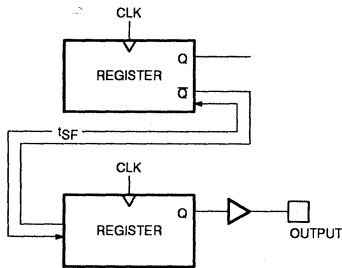 CLK
Q
REGISTER
Q̅
tSF
CLK
Q
REGISTER
OUTPUT